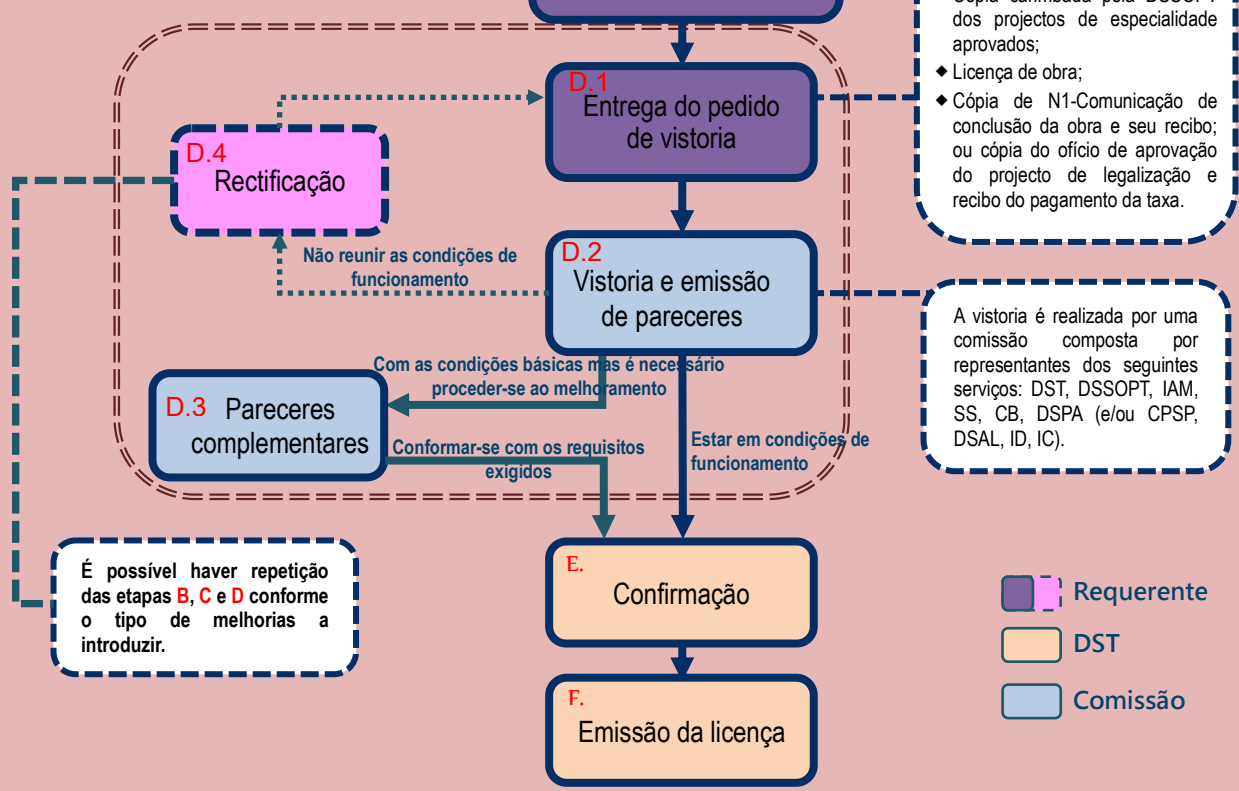 dos projectos de especialidade
aprovados;
◆ Licença de obra;
◆ Cópia de N1-Comunicação de
conclusão da obra e seu recibo;
ou cópia do ofício de aprovação
do projecto de legalização e
recibo do pagamento da taxa.
D.1
Entrega do pedido
de vistoria
D.4
Rectificação
Não reunir as condições de
funcionamento
D.2
Vistoria e emissão
de pareceres
A vistoria é realizada por uma
comissão composta por
representantes dos seguintes
serviços: DST, DSSOPT, IAM,
SS, CB, DSPA (e/ou CPSP,
DSAL, ID, IC).
Com as condições básicas mas é necessário
proceder-se ao melhoramento
D.3 Pareceres
complementares
Conformar-se com os requisitos
exigidos
Estar em condições de
funcionamento
É possível haver repetição
das etapas B, C e D conforme
o tipo de melhorias a
introduzir.
E.
Confirmação
F.
Emissão da licença
Requerente
DST
Comissão